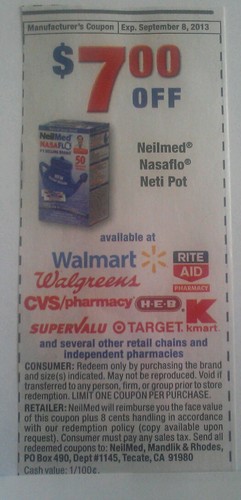 Manufacturer's Coupon Exp. September 8, 2013
$7.00
OFF
NeilMed
NASAFLO
50
Neilmed®
Nasaflo®
Neti Pot
available at
Walmart
RITE
AID
PHARMACY
Walgreens
CVS/pharmacy H-E-B K
kmart.
SUPERVALU TARGET.
and several other retail chains and
independent pharmacies
CONSUMER: Redeem only by purchasing the brand
and size(s) indicated. May not be reproduced. Void if
transferred to any person, firm, or group prior to store
redemption. LIMIT ONE COUPON PER PURCHASE.
RETAILER: NeilMed will reimburse you the face value
of this coupon plus 8 cents handling in accordance
with our redemption policy (copy available upon
request). Consumer must pay any sales tax. Send all
redeemed coupons to: NeilMed, Mandlik & Rhodes,
PO Box 490, Dept #1145, Tecate, CA 91980
Cash value: 1/100¢.